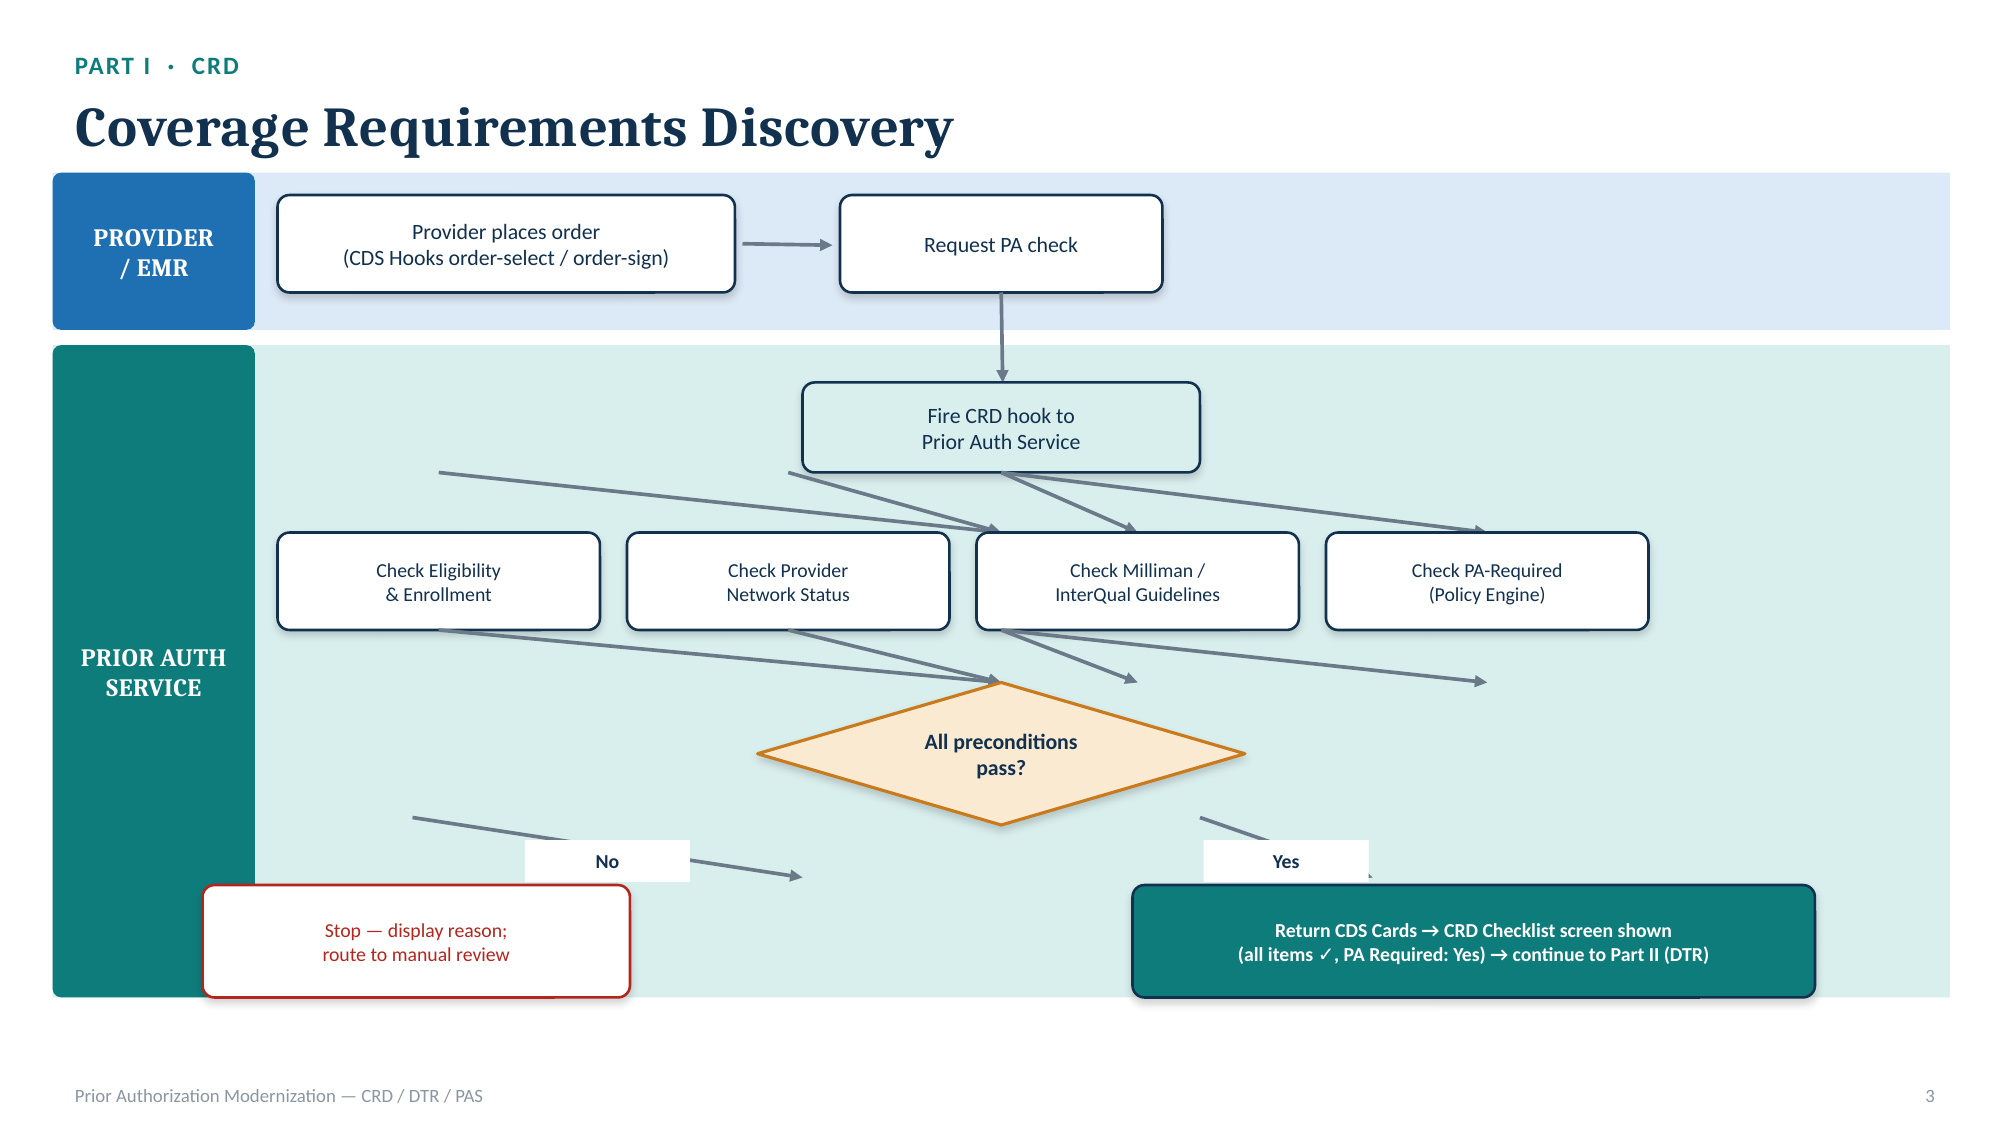 PART I · CRD
Coverage Requirements Discovery
PROVIDER
/ EMR
Provider places order
(CDS Hooks order-select / order-sign)
Request PA check
PRIOR AUTH
SERVICE
Fire CRD hook to
Prior Auth Service
Check Eligibility
& Enrollment
Check Provider
Network Status
Check Milliman /
InterQual Guidelines
Check PA-Required
(Policy Engine)
All preconditions
pass?
No
Yes
Stop — display reason;
route to manual review
Return CDS Cards → CRD Checklist screen shown
(all items ✓, PA Required: Yes) → continue to Part II (DTR)
Prior Authorization Modernization — CRD / DTR / PAS
3